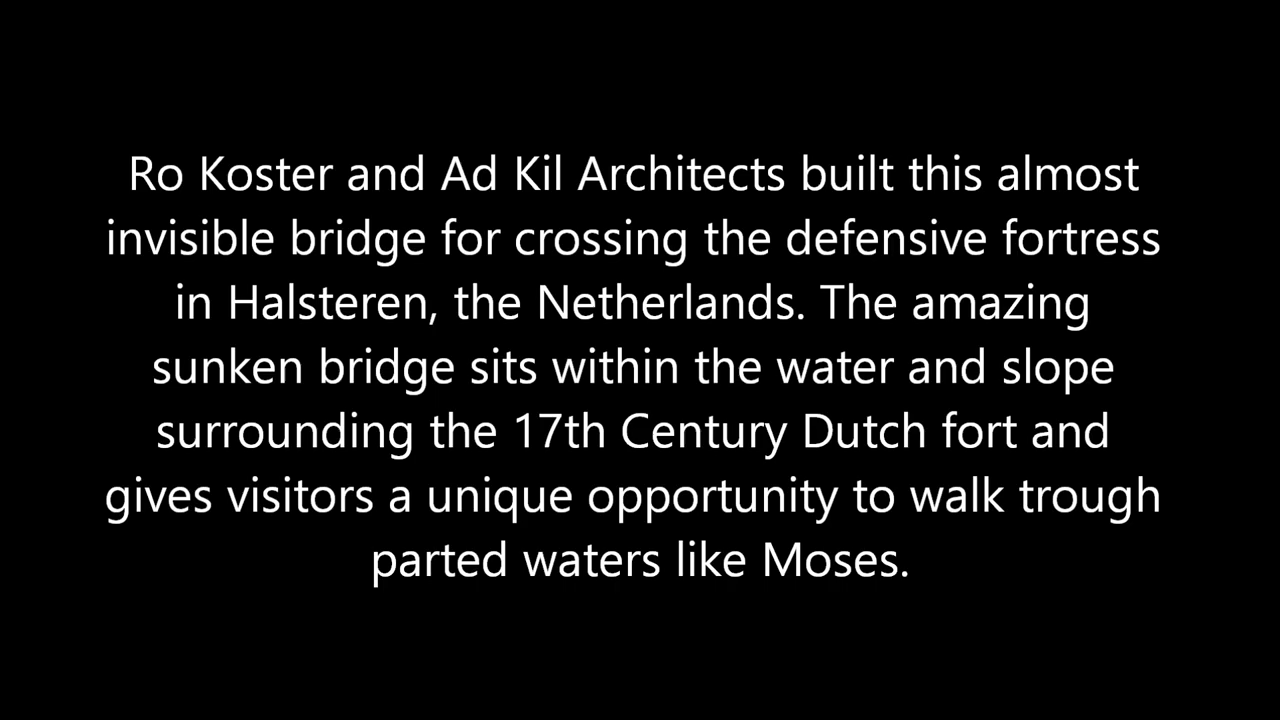 Ro Koster and Ad Kil Architects built this almost
invisible bridge for crossing the defensive fortress
in Halsteren, the Netherlands. The amazing
sunken bridge sits within the water and slope
surrounding the 17th Century Dutch fort and
gives visitors a unique opportunity to walk trough
parted waters like Moses.